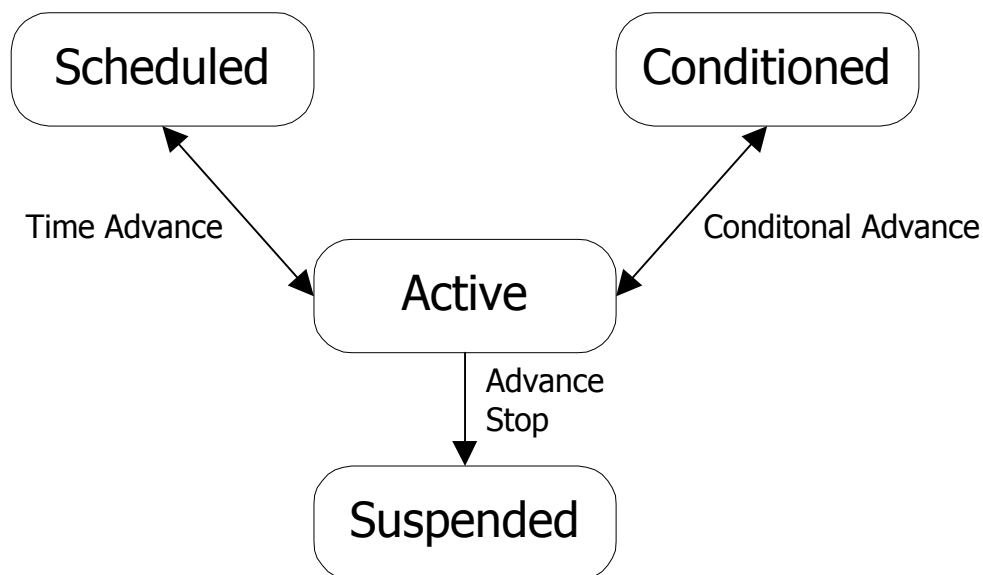 Scheduled
Conditioned
Time Advance
Conditonal Advance
Active
Advance
Stop
Suspended